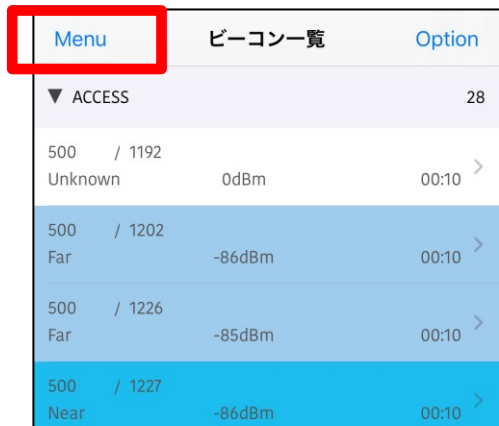 Menu ビーコン一覧 Option
▼ ACCESS 28
500 / 1192
Unknown 0dBm 00:10
500 / 1202
Far -86dBm 00:10
500 / 1226
Far -85dBm 00:10
500 / 1227
Near -86dBm 00:10